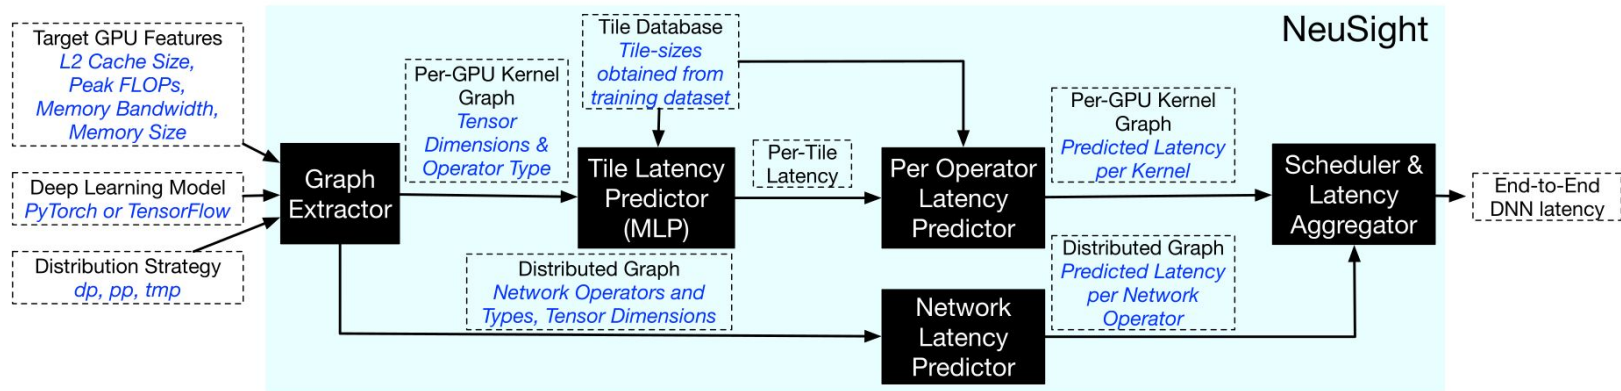 NeuSight
Target GPU Features
L2 Cache Size,
Peak FLOPs,
Memory Bandwidth,
Memory Size
Deep Learning Model
PyTorch or TensorFlow
Distribution Strategy
dp, pp, tmp
Graph
Extractor
Per-GPU Kernel
Graph
Tensor
Dimensions &
Operator Type
Tile Database
Tile-sizes
obtained from
training dataset
Tile Latency
Predictor
(MLP)
Per-Tile
Latency
Per Operator
Latency
Predictor
Per-GPU Kernel
Graph
Predicted Latency
per Kernel
Distributed Graph
Network Operators and
Types, Tensor Dimensions
Network
Latency
Predictor
Distributed Graph
Predicted Latency
per Network
Operator
Scheduler &
Latency
Aggregator
End-to-End
DNN latency